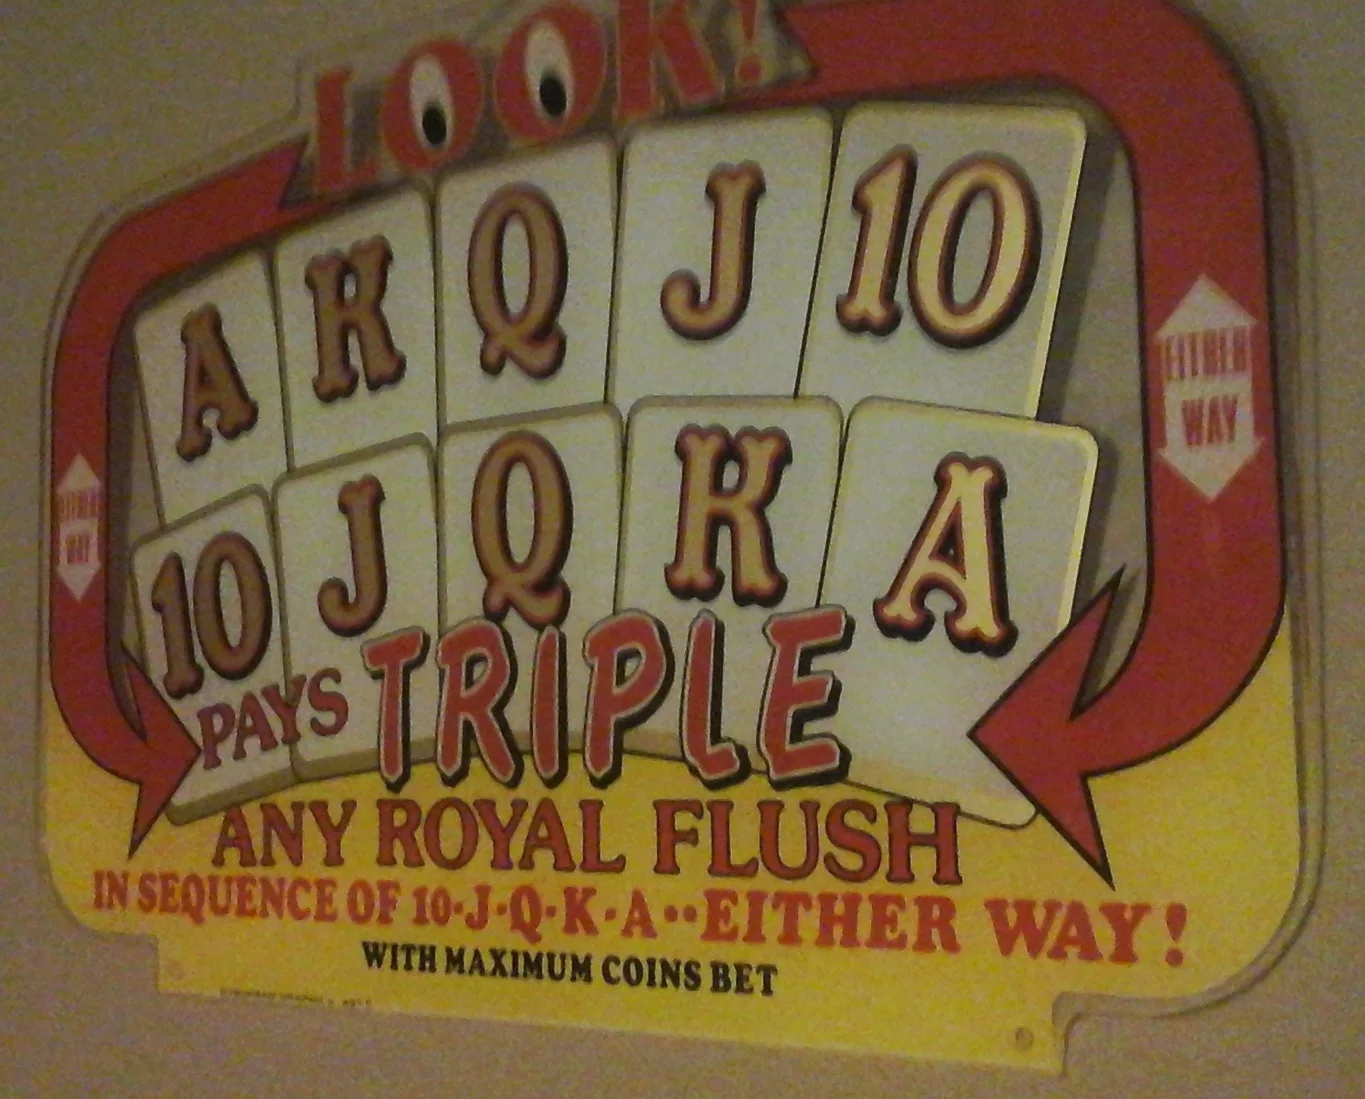 LOOK!
A K Q J 10
EITHER
WAY
10 J Q K A
EITHER
WAY
PAYS TRIPLE
ANY ROYAL FLUSH
IN SEQUENCE OF 10-J-Q-K-A--EITHER WAY!
WITH MAXIMUM COINS BET